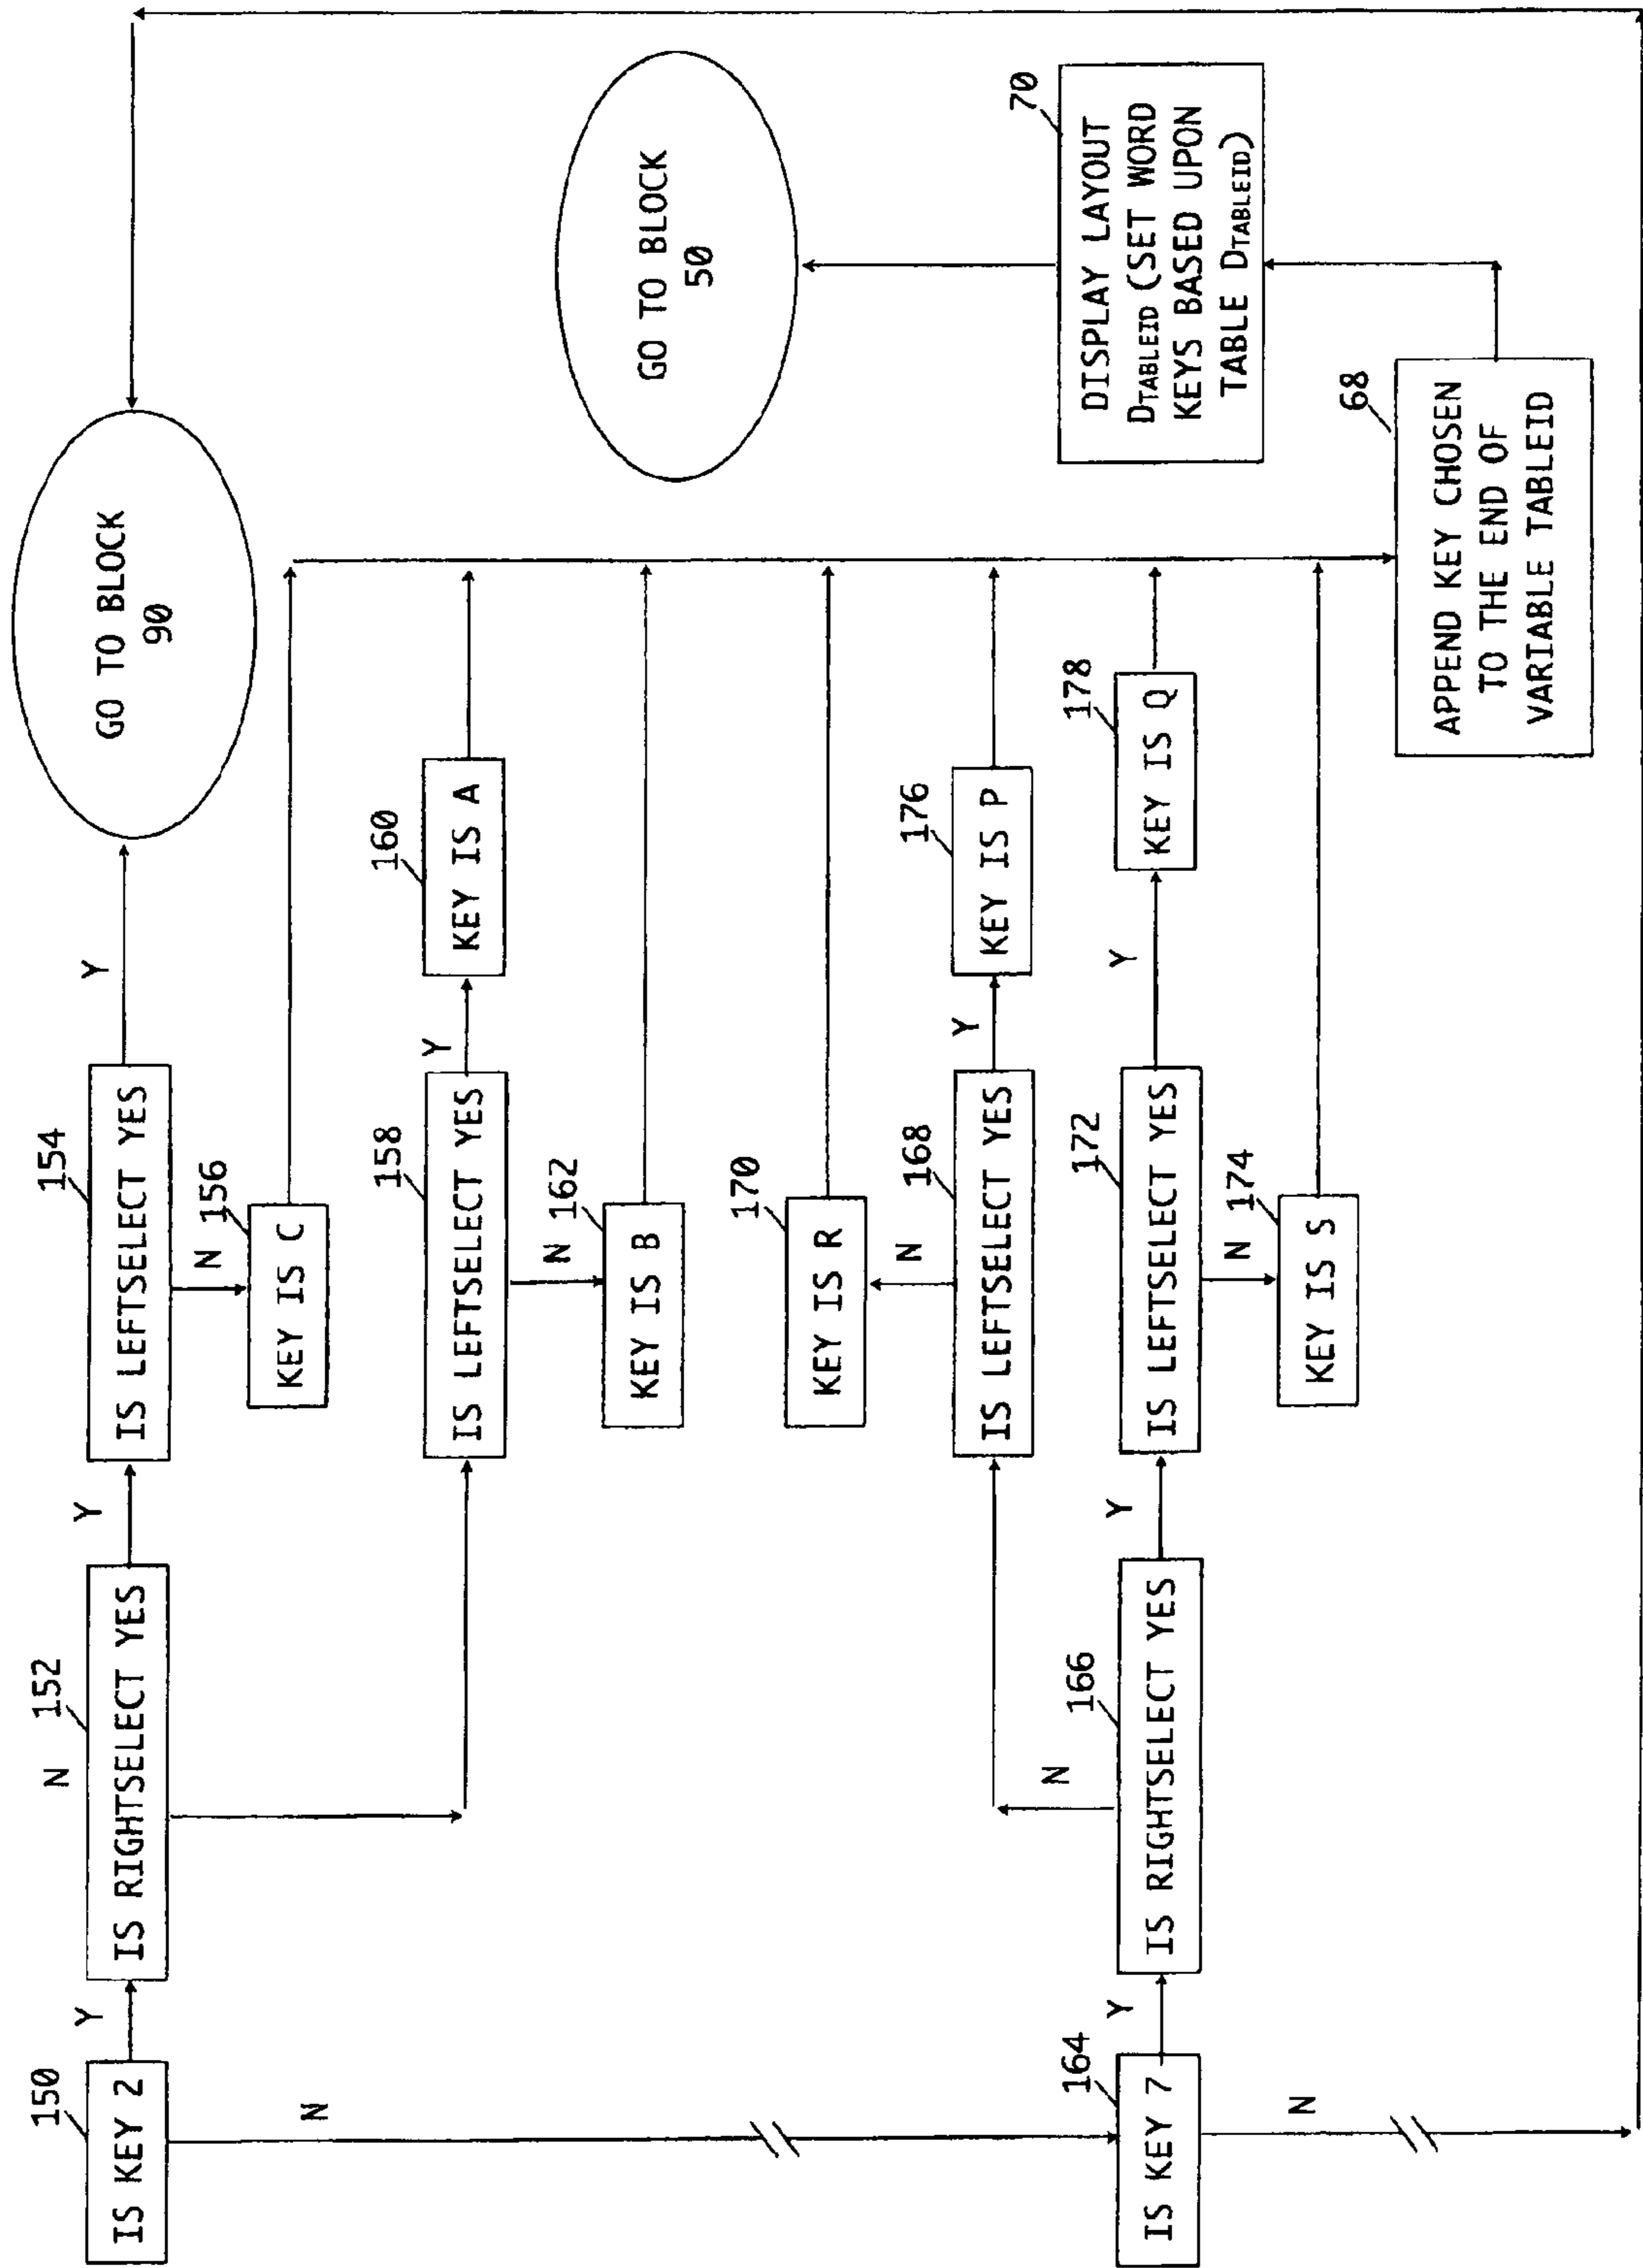 150
IS KEY 2
Y
152
N
IS RIGHTSELECT YES
Y
154
IS LEFTSELECT YES
Y
GO TO BLOCK
90
N
156
KEY IS C
N
158
IS LEFTSELECT YES
Y
160
KEY IS A
N
162
KEY IS B
GO TO BLOCK
50
170
KEY IS R
N
168
IS LEFTSELECT YES
Y
176
KEY IS P
N
164
IS KEY 7
Y
166
IS RIGHTSELECT YES
Y
172
IS LEFTSELECT YES
Y
178
KEY IS Q
N
174
KEY IS S
N
70
DISPLAY LAYOUT
DTABLEID (SET WORD
KEYS BASED UPON
TABLE DTABLEID)
68
APPEND KEY CHOSEN
TO THE END OF
VARIABLE TABLEID